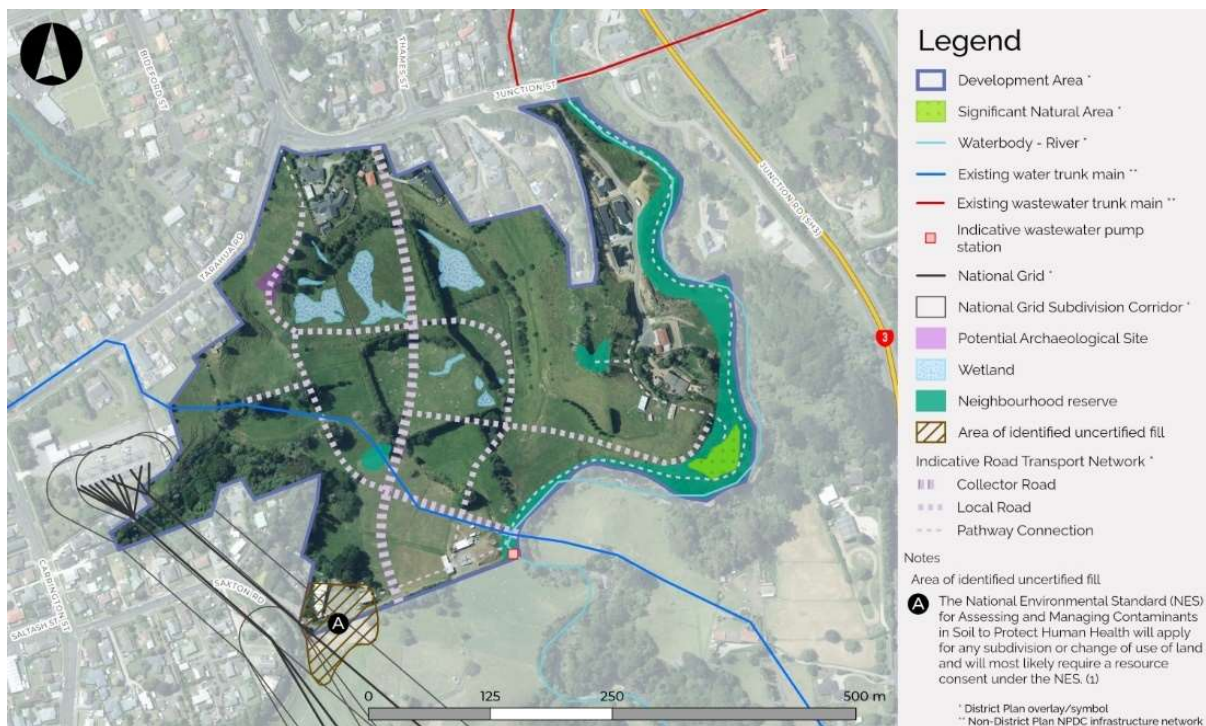 BIDEFORD ST
THAMES ST
JUNCTION ST
JUNCTION RD (SH3)
TARAHUA RD
3
CARRINGTON ST
SAXTON RD
SALTASH ST
A
0 125 250 500 m
Legend
Development Area *
Significant Natural Area *
Waterbody - River *
Existing water trunk main **
Existing wastewater trunk main **
Indicative wastewater pump
station
National Grid *
National Grid Subdivision Corridor *
Potential Archaeological Site
Wetland
Neighbourhood reserve
Area of identified uncertified fill
Indicative Road Transport Network *
Collector Road
Local Road
Pathway Connection
Notes
Area of identified uncertified fill
A The National Environmental Standard (NES)
for Assessing and Managing Contaminants
in Soil to Protect Human Health will apply
for any subdivision or change of use of land
and will most likely require a resource
consent under the NES. (1)
* District Plan overlay/symbol
** Non-District Plan NPDC infrastructure network